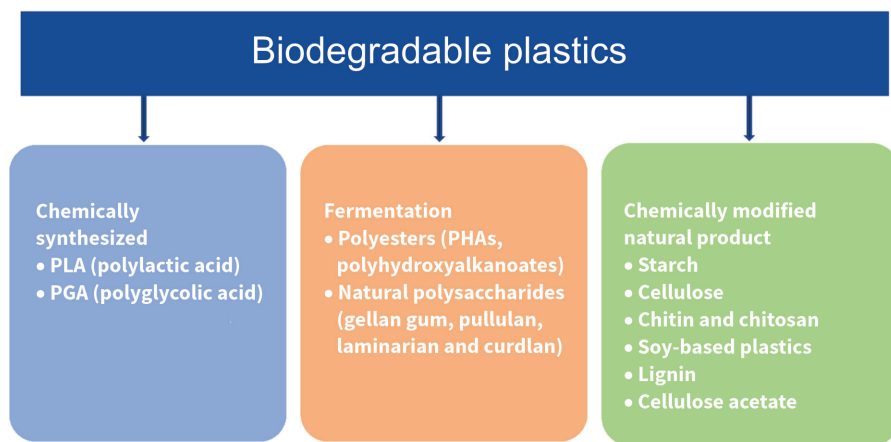 Biodegradable plastics
Chemically
synthesized
• PLA (polylactic acid)
• PGA (polyglycolic acid)
Fermentation
• Polyesters (PHAs,
polyhydroxyalkanoates)
• Natural polysaccharides
(gellan gum, pullulan,
laminarian and curdlan)
Chemically modified
natural product
• Starch
• Cellulose
• Chitin and chitosan
• Soy-based plastics
• Lignin
• Cellulose acetate